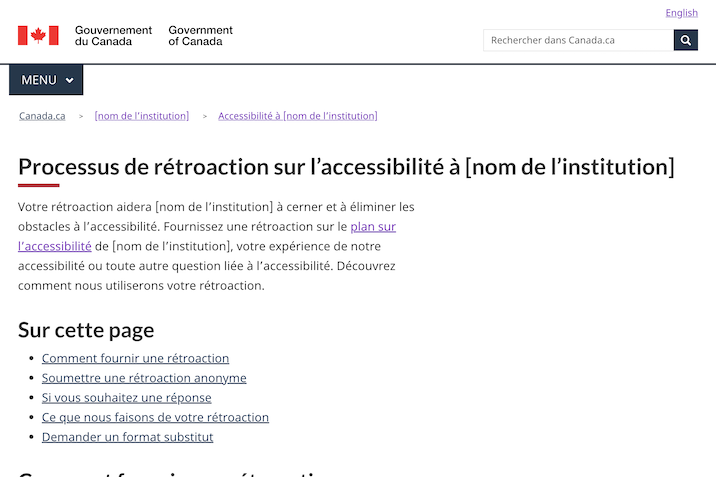 English
Gouvernement du Canada
Government of Canada
Rechercher dans Canada.ca
MENU
Canada.ca > [nom de l’institution] > Accessibilité à [nom de l’institution]
Processus de rétroaction sur l’accessibilité à [nom de l’institution]
Votre rétroaction aidera [nom de l’institution] à cerner et à éliminer les
obstacles à l’accessibilité. Fournissez une rétroaction sur le plan sur
l’accessibilité de [nom de l’institution], votre expérience de notre
accessibilité ou toute autre question liée à l’accessibilité. Découvrez
comment nous utiliserons votre rétroaction.
Sur cette page
Comment fournir une rétroaction
Soumettre une rétroaction anonyme
Si vous souhaitez une réponse
Ce que nous faisons de votre rétroaction
Demander un format substitut